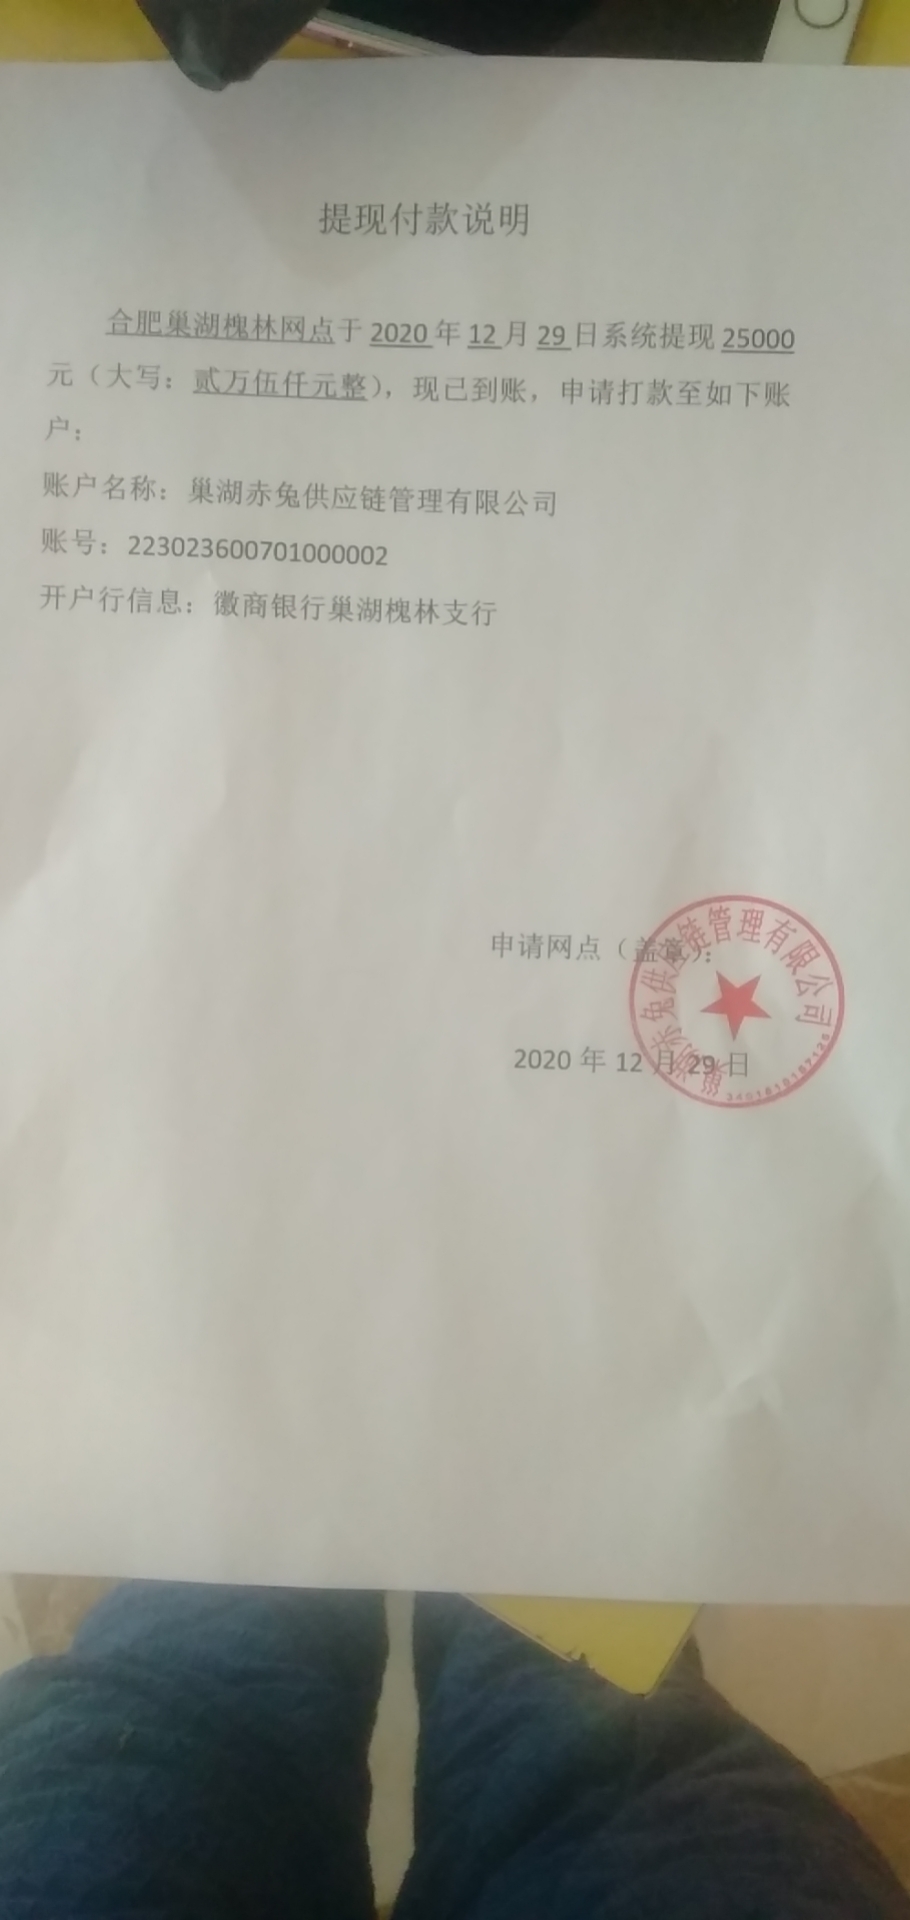 提现付款说明
合肥巢湖槐林网点于 2020 年 12 月 29 日系统提现 25000
元（大写：贰万伍仟元整），现已到账，申请打款至如下账
户：
账户名称：巢湖赤兔供应链管理有限公司
账号：223023600701000002
开户行信息：徽商银行巢湖槐林支行
申请网点（盖章）：
2020 年 12 月 29 日
巢湖赤兔供应链管理有限公司